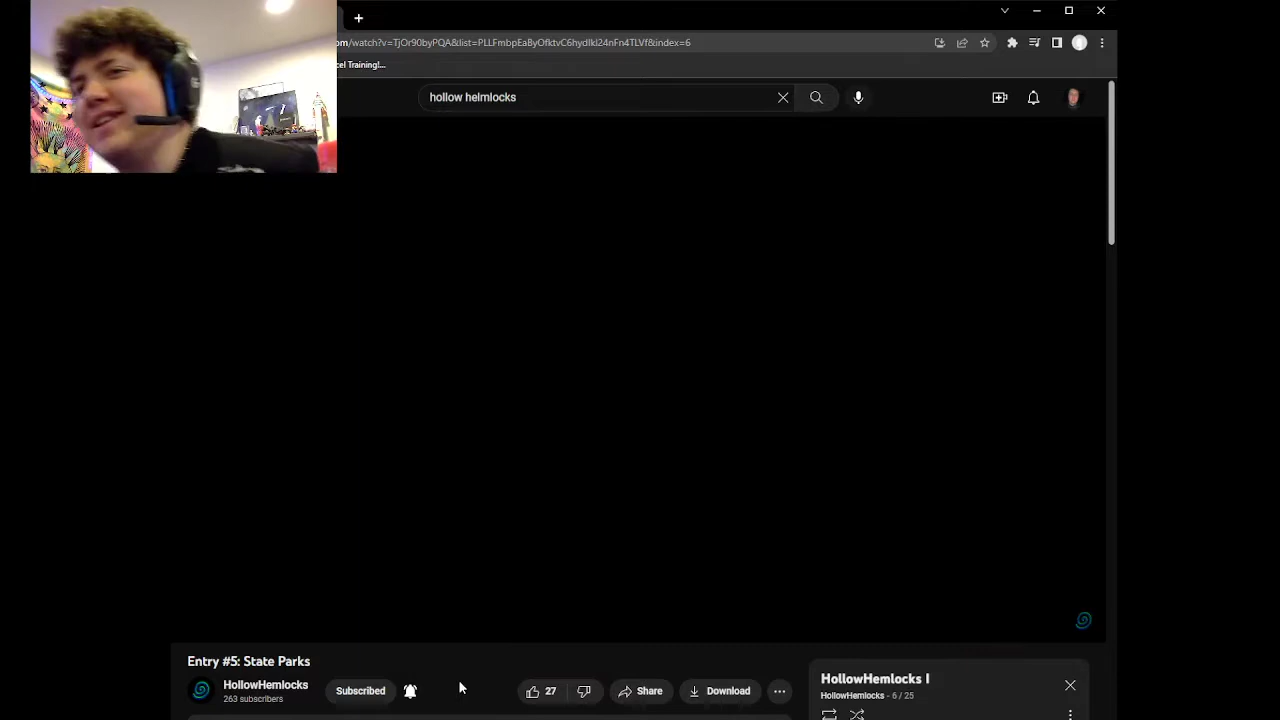 om/watch?v=TjOr90byPQA&list=PLLFmbpEaByOfktvC6hydlkl24nFn4TLVf&index=6
cel Training!...
hollow helmlocks
Entry #5: State Parks
HollowHemlocks
263 subscribers
Subscribed
27
Share
Download
HollowHemlocks I
HollowHemlocks - 6 / 25